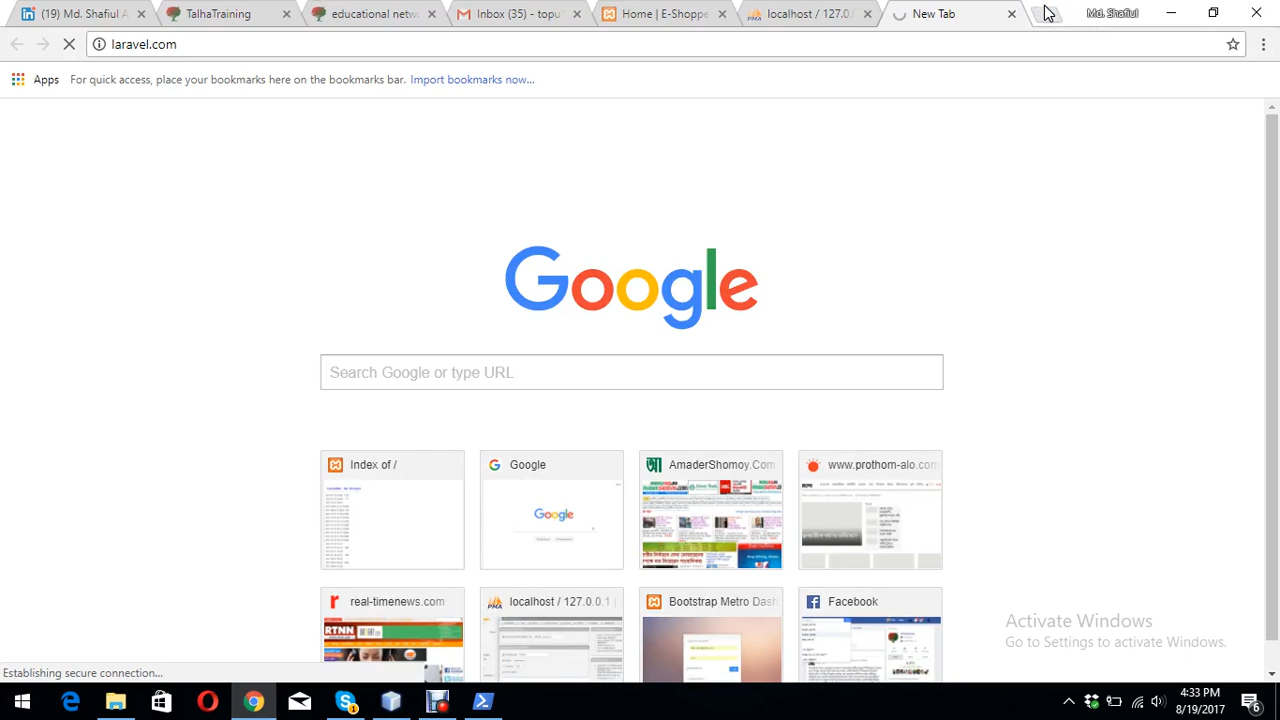 (19) Md. Shafiul A
TalhaTraining
educational netw
Inbox (35) - topu
Home | E-Shoppe
localhost / 127.0.
New Tab
Md. Shafiul
laravel.com
Apps
For quick access, place your bookmarks here on the bookmarks bar. Import bookmarks now...
Google
Search Google or type URL
Index of /
Google
AmaderShomoy.Com
www.prothom-alo.com
real-timenews.com
localhost / 127.0.0.1 |
Bootstrap Metro Dash
Facebook
Google
RTNN
Activate Windows
Go to Settings to activate Windows.
4:33 PM
8/19/2017